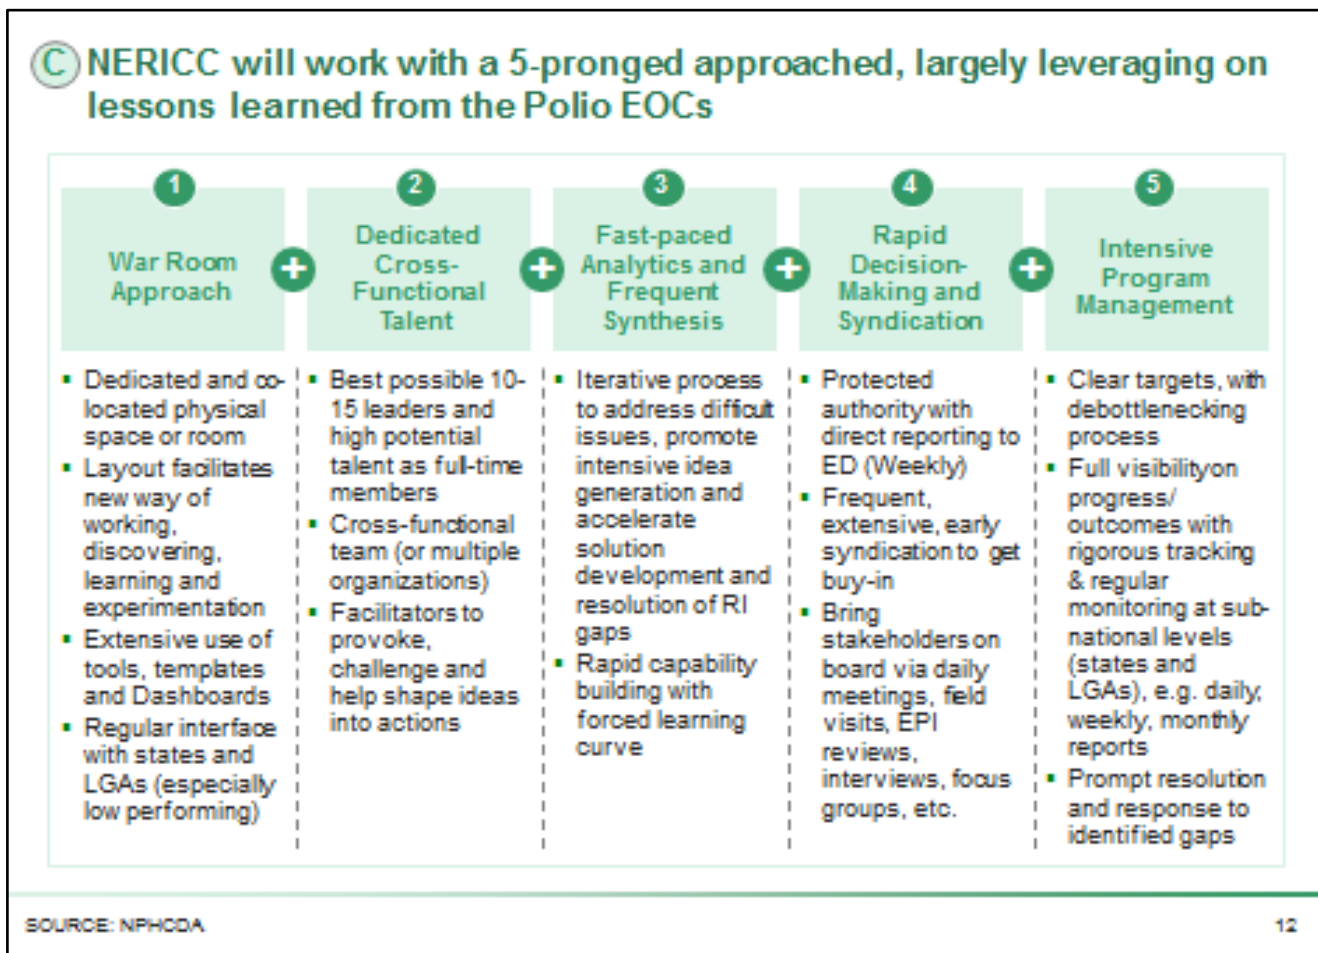 C NERICC will work with a 5-pronged approached, largely leveraging on
lessons learned from the Polio EOCs
1
War Room
Approach
▪ Dedicated and co-
located physical
space or room
▪ Layout facilitates
new way of
working,
discovering,
learning and
experimentation
▪ Extensive use of
tools, templates
and Dashboards
▪ Regular interface
with states and
LGAs (especially
low performing)
+
2
Dedicated
Cross-
Functional
Talent
▪ Best possible 10-
15 leaders and
high potential
talent as full-time
members
▪ Cross-functional
team (or multiple
organizations)
▪ Facilitators to
provoke,
challenge and
help shape ideas
into actions
+
3
Fast-paced
Analytics and
Frequent
Synthesis
▪ Iterative process
to address difficult
issues, promote
intensive idea
generation and
accelerate
solution
development and
resolution of RI
gaps
▪ Rapid capability
building with
forced learning
curve
+
4
Rapid
Decision-
Making and
Syndication
▪ Protected
authority with
direct reporting to
ED (Weekly)
▪ Frequent,
extensive, early
syndication to get
buy-in
▪ Bring
stakeholders on
board via daily
meetings, field
visits, EPI
reviews,
interviews, focus
groups, etc.
+
5
Intensive
Program
Management
▪ Clear targets, with
debottlenecking
process
▪ Full visibility on
progress/
outcomes with
rigorous tracking
& regular
monitoring at sub-
national levels
(states and
LGAs), e.g. daily,
weekly, monthly
reports
▪ Prompt resolution
and response to
identified gaps
SOURCE: NPHCDA
12